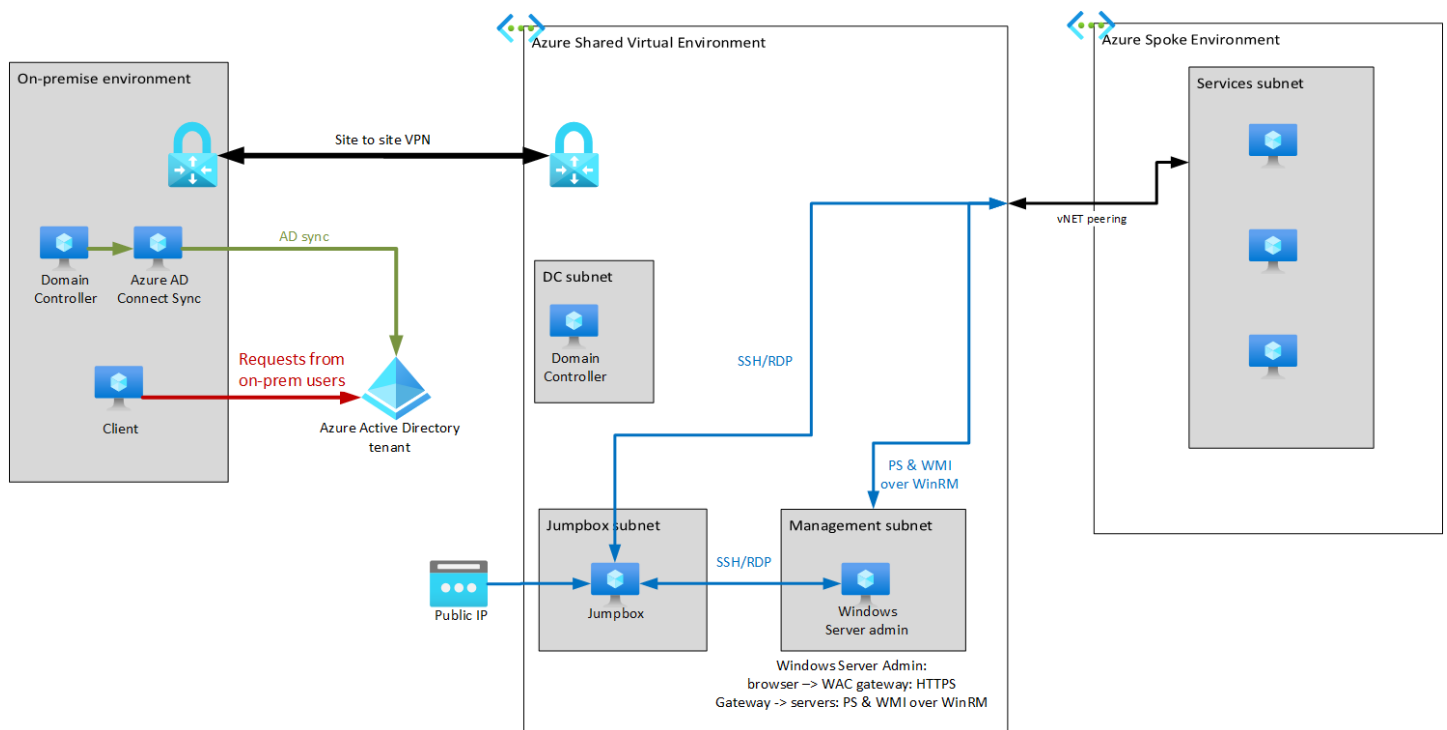 Azure Shared Virtual Environment
Azure Spoke Environment
On-premise environment
Services subnet
Site to site VPN
vNET peering
AD sync
Domain
Controller
Azure AD
Connect Sync
DC subnet
Domain
Controller
SSH/RDP
Requests from
on-prem users
Client
Azure Active Directory
tenant
PS & WMI
over WinRM
Jumpbox subnet
Management subnet
SSH/RDP
Public IP
Jumpbox
Windows
Server admin
Windows Server Admin:
browser –> WAC gateway: HTTPS
Gateway -> servers: PS & WMI over WinRM